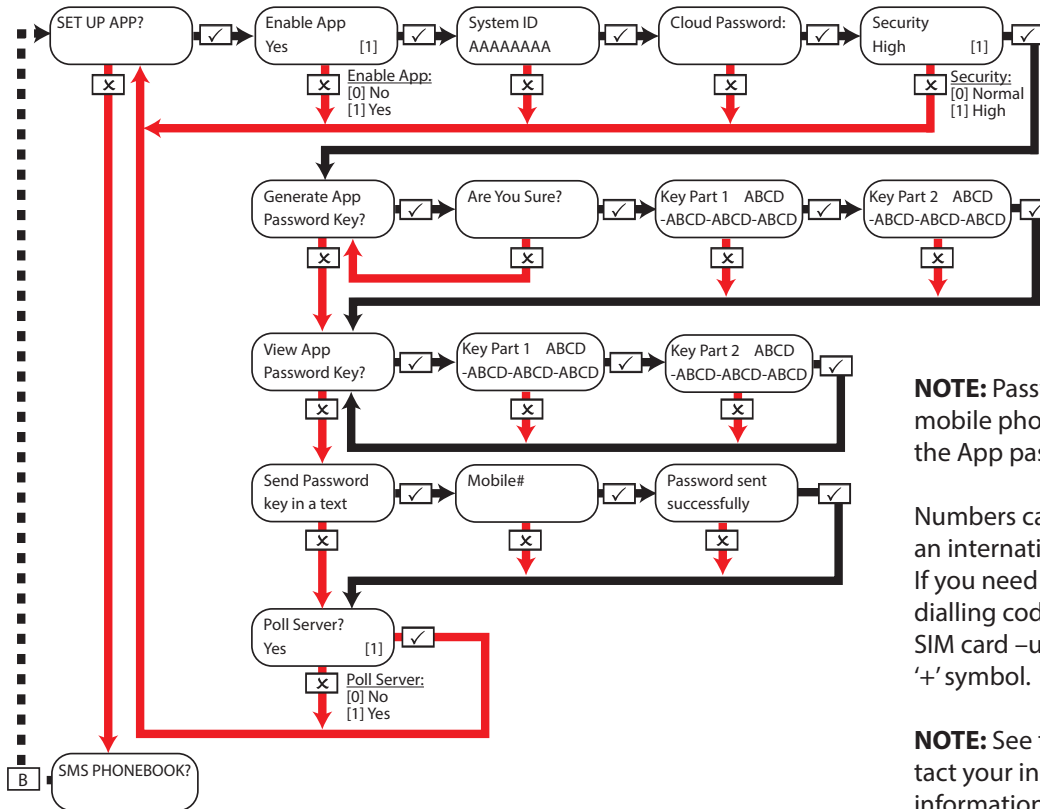 SET UP APP?
✓
Enable App
Yes [1]
✓
System ID
AAAAAAAA
✓
Cloud Password:
✓
Security
High [1]
✓
x
x
Enable App:
[0] No
[1] Yes
x
x
x
Security:
[0] Normal
[1] High
Generate App
Password Key?
✓
Are You Sure?
✓
Key Part 1 ABCD
-ABCD-ABCD-ABCD
✓
Key Part 2 ABCD
-ABCD-ABCD-ABCD
✓
x
x
x
x
View App
Password Key?
✓
Key Part 1 ABCD
-ABCD-ABCD-ABCD
✓
Key Part 2 ABCD
-ABCD-ABCD-ABCD
✓
x
x
x
Send Password
key in a text
✓
Mobile#
✓
Password sent
successfully
✓
x
x
x
Poll Server?
Yes [1]
✓
x
Poll Server:
[0] No
[1] Yes
B
SMS PHONEBOOK?
NOTE: Pass
mobile pho
the App pas
Numbers ca
an internati
If you need
dialling cod
SIM card –u
‘+’ symbol.
NOTE: See
tact your in
information